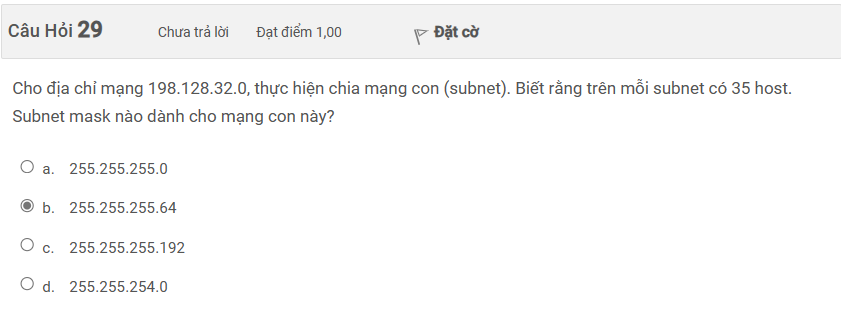 Câu Hỏi 29 Chưa trả lời Đạt điểm 1,00 Đặt cờ
Cho địa chỉ mạng 198.128.32.0, thực hiện chia mạng con (subnet). Biết rằng trên mỗi subnet có 35 host.
Subnet mask nào dành cho mạng con này?
a. 255.255.255.0
b. 255.255.255.64
c. 255.255.255.192
d. 255.255.254.0